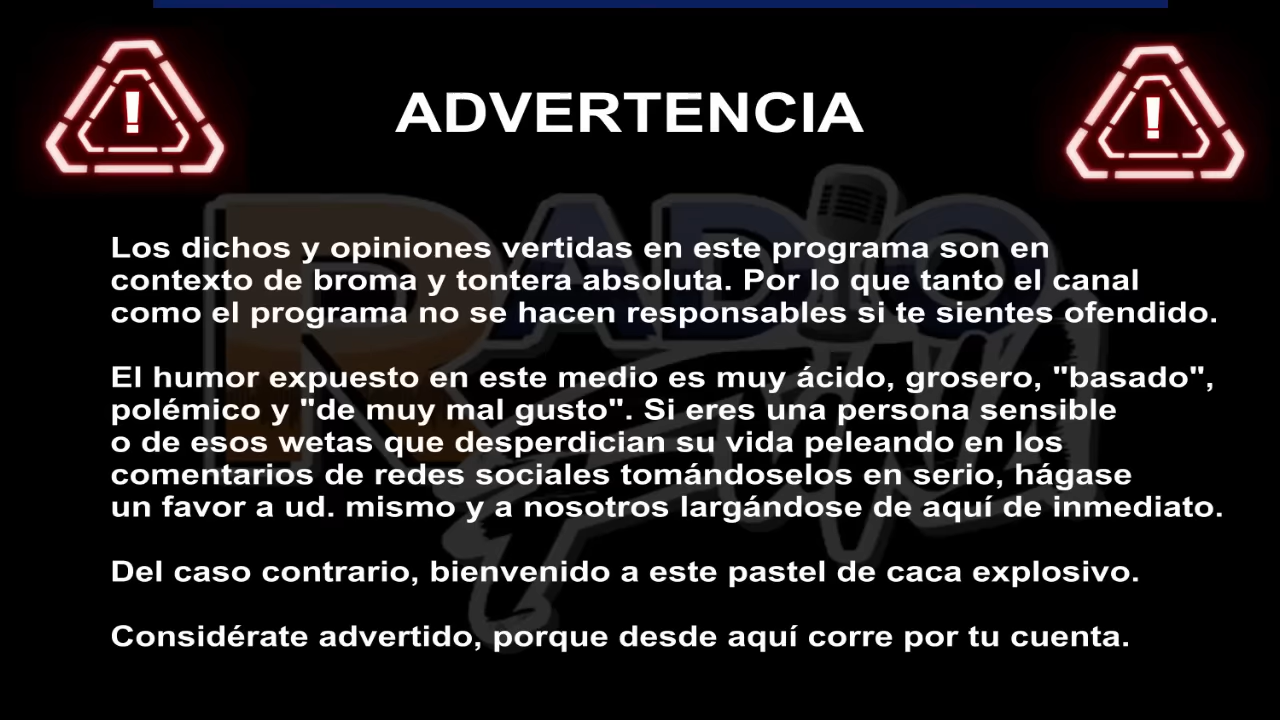 ADVERTENCIA
RADIO
Los dichos y opiniones vertidas en este programa son en
contexto de broma y tontera absoluta. Por lo que tanto el canal
como el programa no se hacen responsables si te sientes ofendido.
El humor expuesto en este medio es muy ácido, grosero, "basado",
polémico y "de muy mal gusto". Si eres una persona sensible
o de esos wetas que desperdician su vida peleando en los
comentarios de redes sociales tomándoselos en serio, hágase
un favor a ud. mismo y a nosotros largándose de aquí de inmediato.
Del caso contrario, bienvenido a este pastel de caca explosivo.
Considérate advertido, porque desde aquí corre por tu cuenta.